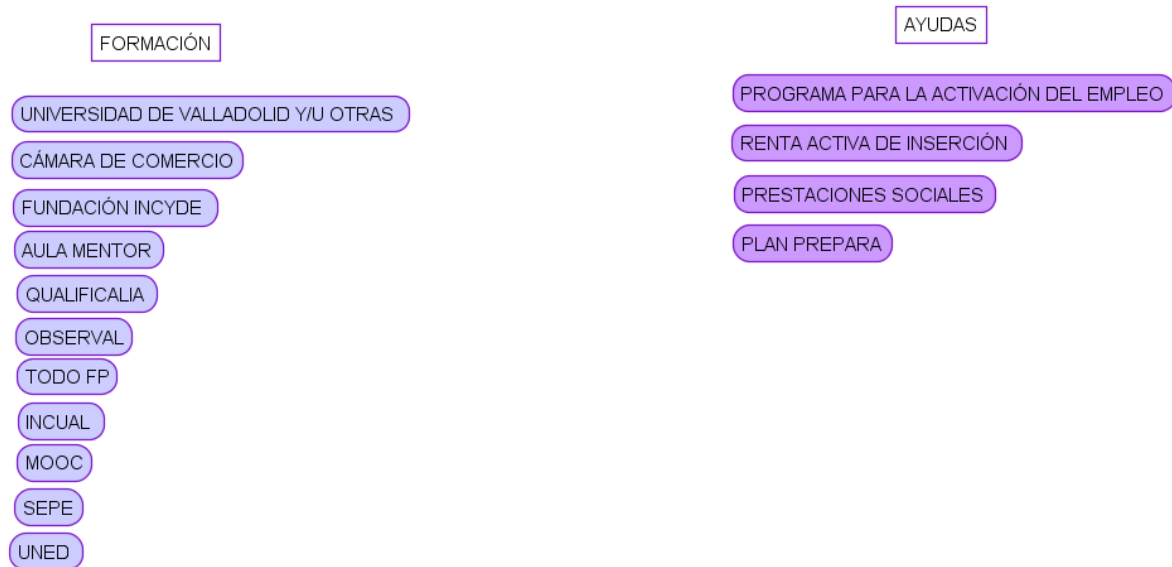 FORMACIÓN
UNIVERSIDAD DE VALLADOLID Y/U OTRAS
CÁMARA DE COMERCIO
FUNDACIÓN INCYDE
AULA MENTOR
QUALIFICALIA
OBSERVAL
TODO FP
INCUAL
MOOC
SEPE
UNED
AYUDAS
PROGRAMA PARA LA ACTIVACIÓN DEL EMPLEO
RENTA ACTIVA DE INSERCIÓN
PRESTACIONES SOCIALES
PLAN PREPARA